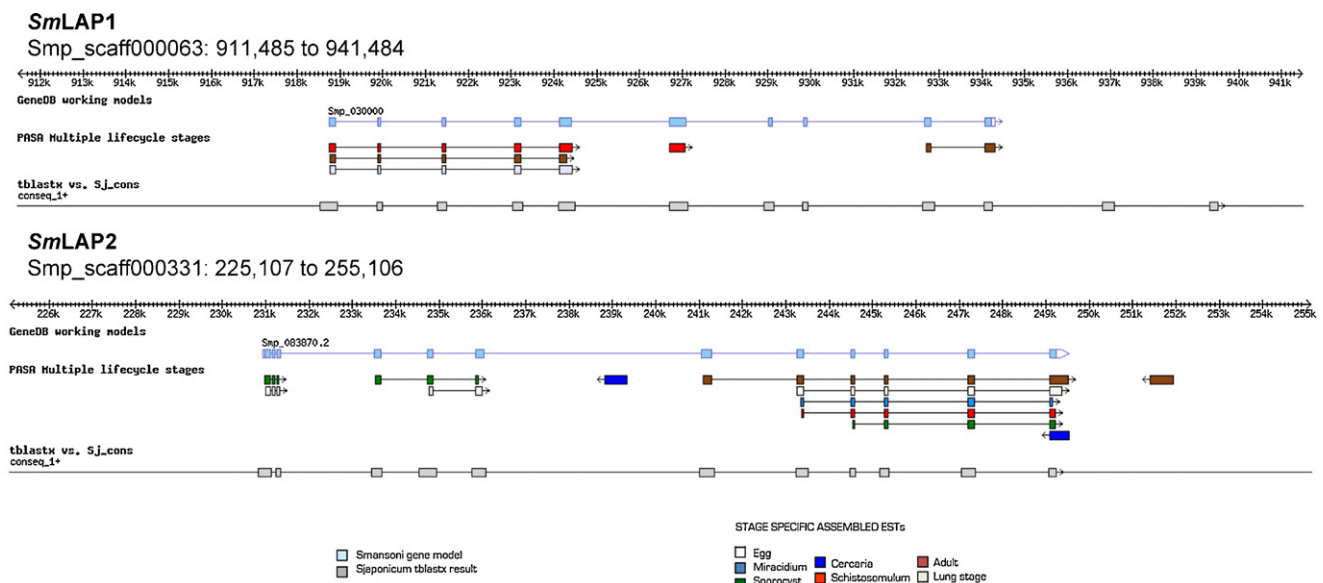 SmLAP1
Smp_scaff000063: 911,485 to 941,484
912k 913k 914k 915k 916k 917k 918k 919k 920k 921k 922k 923k 924k 925k 926k 927k 928k 929k 930k 931k 932k 933k 934k 935k 936k 937k 938k 939k 940k 941k
GeneDB working models
Smp_030000
PASA Multiple lifecycle stages
tblastx vs. Sj_cons
conseq_1+
SmLAP2
Smp_scaff000331: 225,107 to 255,106
226k 227k 228k 229k 230k 231k 232k 233k 234k 235k 236k 237k 238k 239k 240k 241k 242k 243k 244k 245k 246k 247k 248k 249k 250k 251k 252k 253k 254k 255k
GeneDB working models
Smp_083870.2
PASA Multiple lifecycle stages
tblastx vs. Sj_cons
conseq_1+
STAGE SPECIFIC ASSEMBLED ESTs
Smansoni gene model
Sjaponicum tblastx result
Egg
Miracidium
Sporocyst
Cercaria
Schistosomulum
Adult
Lung stage